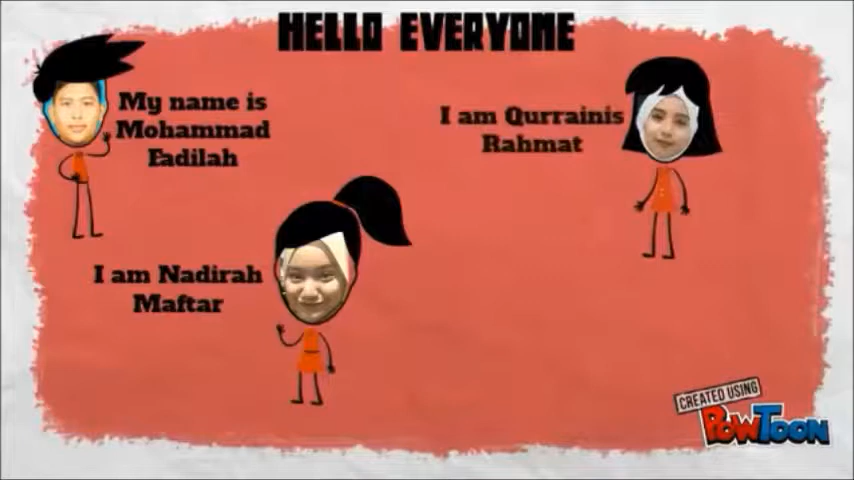 HELLO EVERYONE
My name is
Mohammad
Fadilah
I am Qurrainis
Rahmat
I am Nadirah
Maftar
CREATED USING
POWTOON